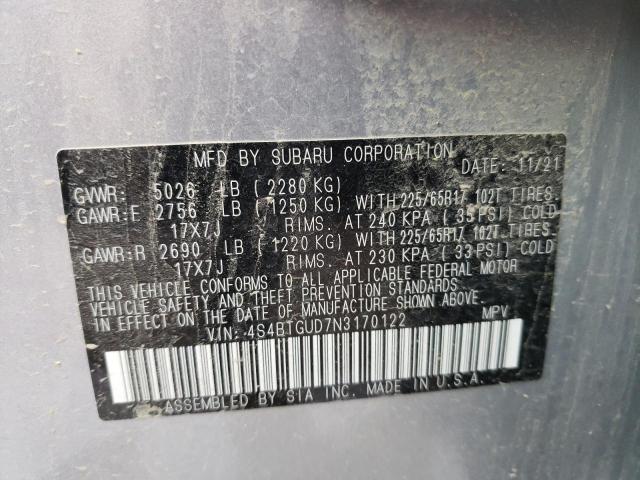 MFD BY SUBARU CORPORATION DATE: 11/21
GVWR: 5026 LB (2280 KG)
GAWR:F 2756 LB (1250 KG) WITH 225/65R17 102T TIRES,
17X7J RIMS, AT 240 KPA (35 PSI) COLD
GAWR:R 2690 LB (1220 KG) WITH 225/65R17 102T TIRES,
17X7J RIMS, AT 230 KPA (33 PSI) COLD
THIS VEHICLE CONFORMS TO ALL APPLICABLE FEDERAL MOTOR
VEHICLE SAFETY AND THEFT PREVENTION STANDARDS
IN EFFECT ON THE DATE OF MANUFACTURE SHOWN ABOVE.
VIN: 4S4BTGUD7N3170122 MPV
ASSEMBLED BY SIA INC. MADE IN U.S.A.